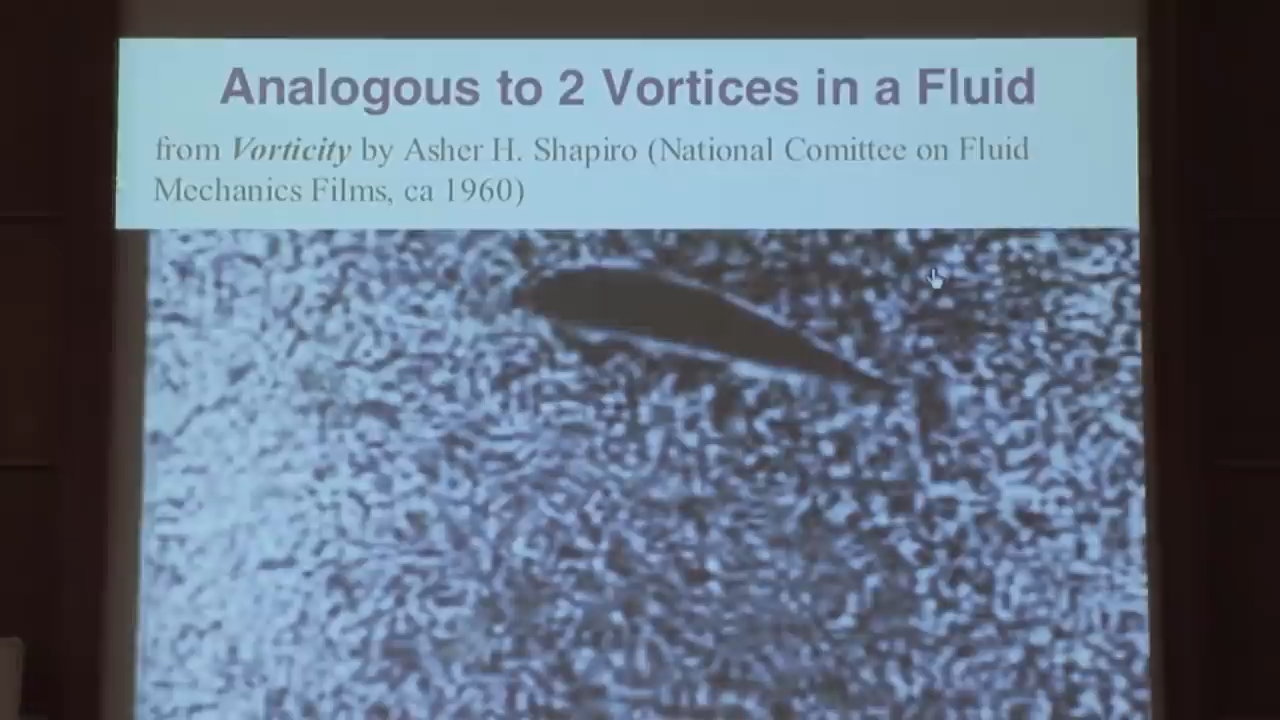 Analogous to 2 Vortices in a Fluid
from Vorticity by Asher H. Shapiro (National Comittee on Fluid
Mechanics Films, ca 1960)